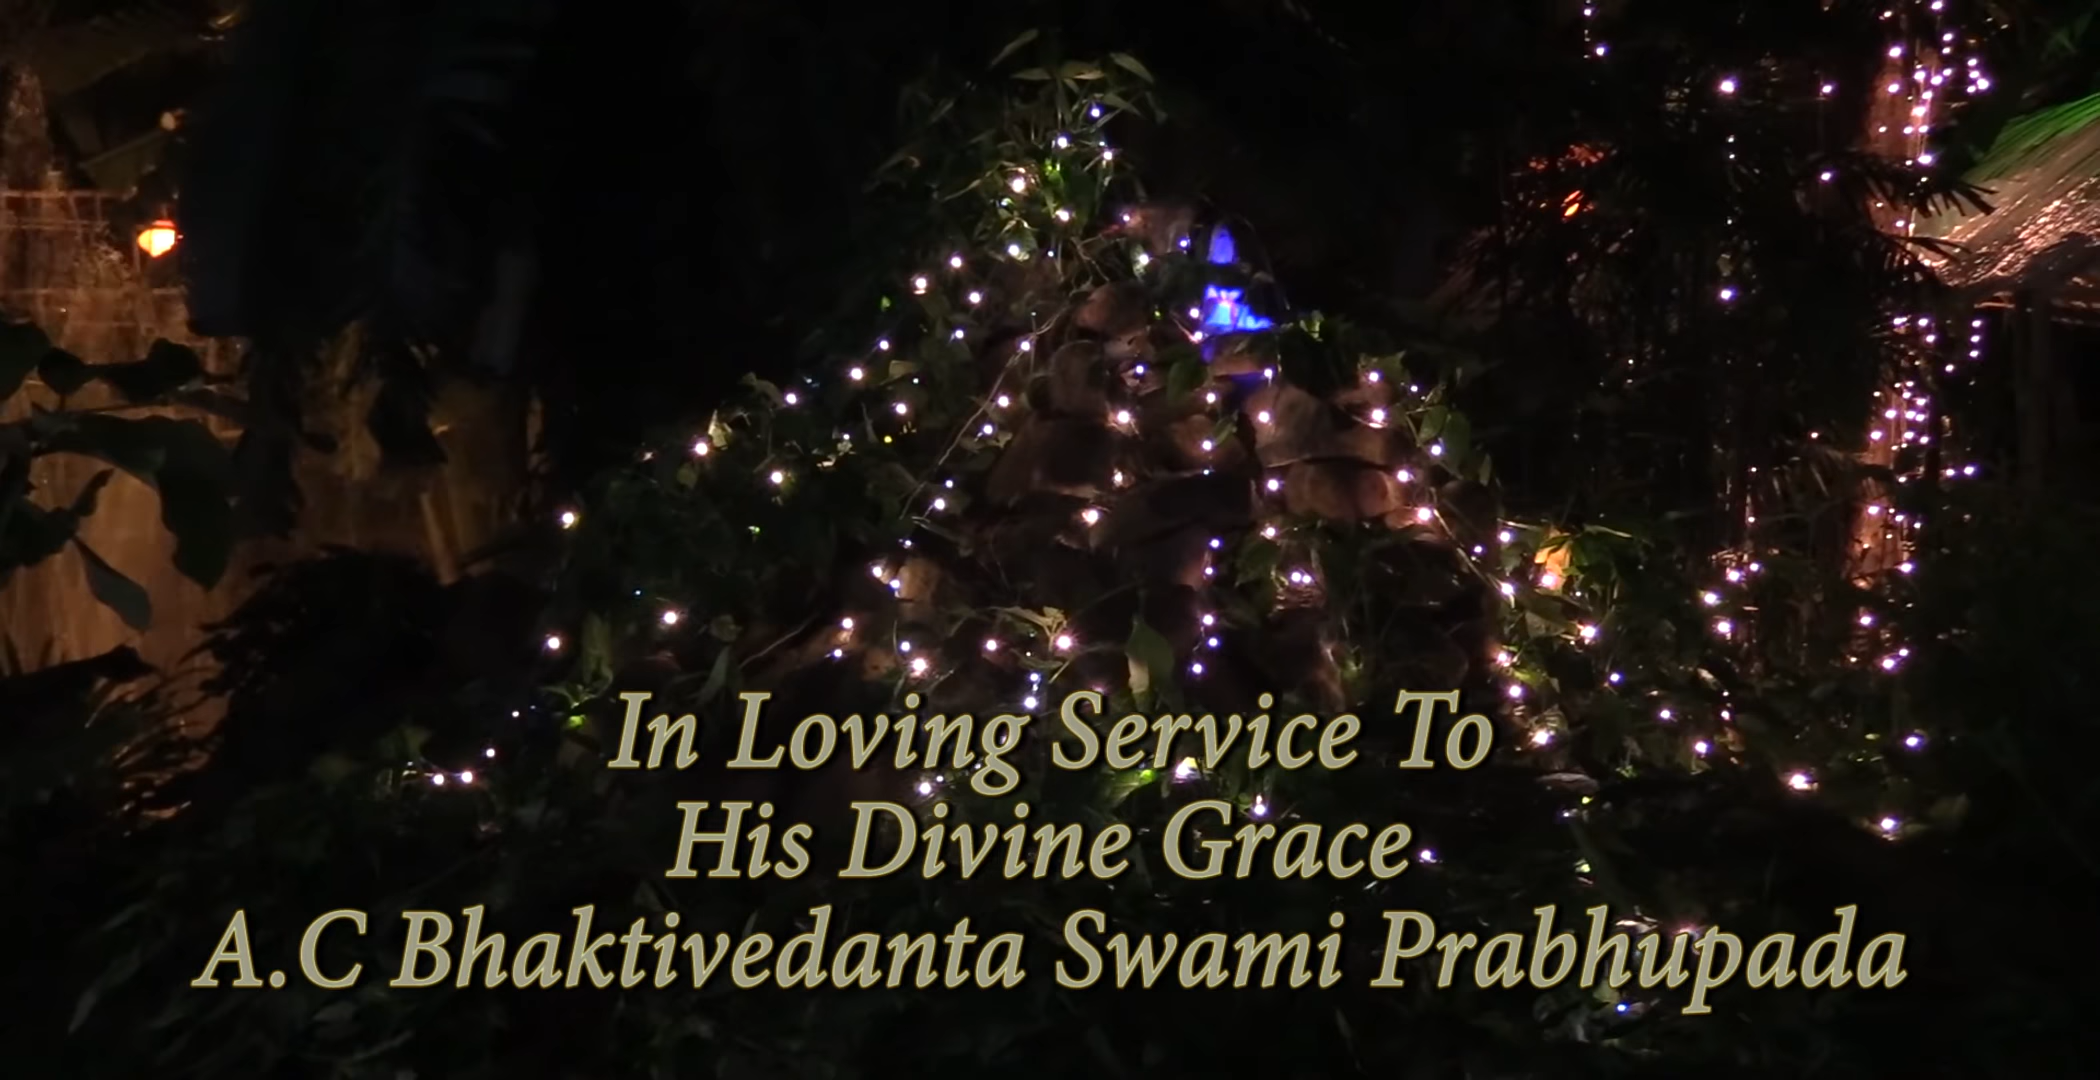 In Loving Service To
His Divine Grace
A.C Bhaktivedanta Swami Prabhupada